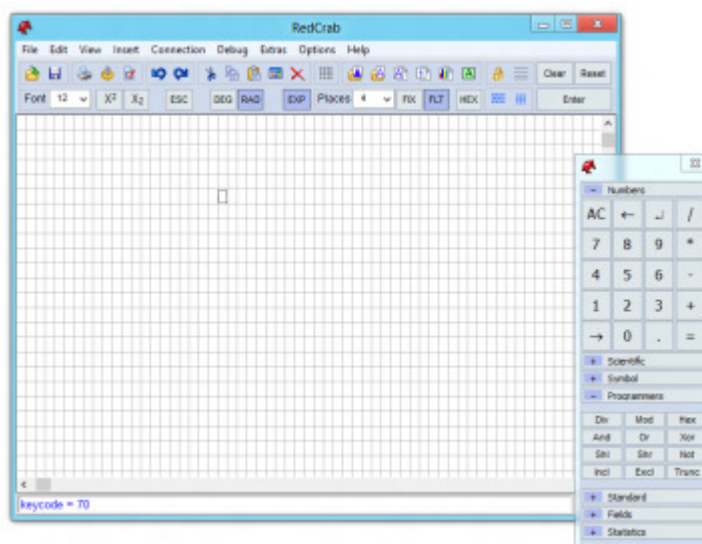 RedCrab
File Edit View Insert Connection Debug Extras Options Help
Clear Reset
Font 12 X² X₂ ESC DEG RAD EXP Places 4 FIX FLT HEX Enter
Numbers
AC ← ↵ /
7 8 9 *
4 5 6 -
1 2 3 +
→ 0 . =
+ Scientific
+ Symbol
- Programmers
Div Mod Hex
And Or Xor
Shl Shr Not
Incl Excl Trunc
+ Standard
+ Fields
+ Statistics
keycode = 70